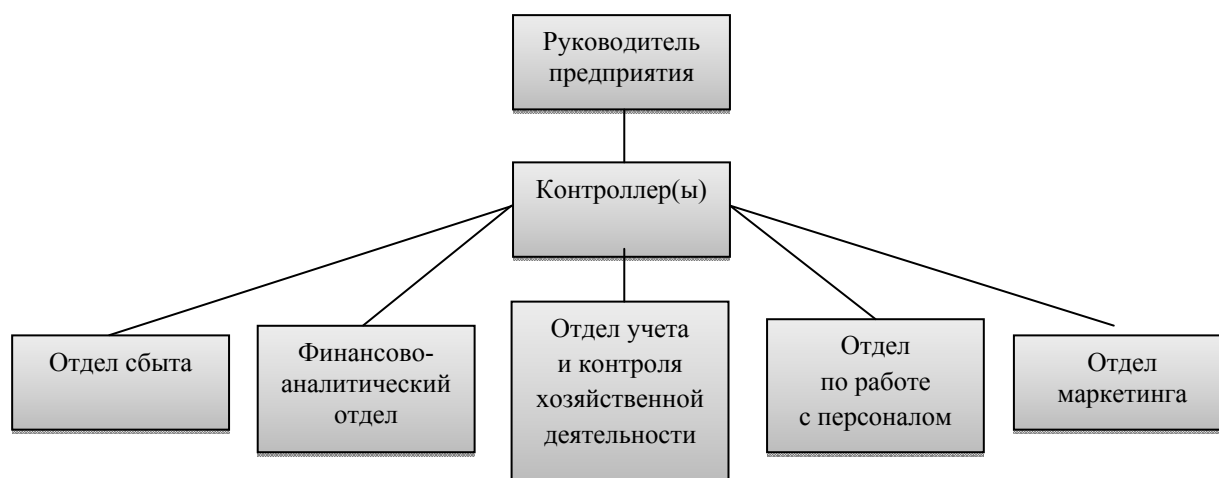 Руководитель
предприятия
Контроллер(ы)
Отдел сбыта
Финансово-
аналитический
отдел
Отдел учета
и контроля
хозяйственной
деятельности
Отдел
по работе
с персоналом
Отдел
маркетинга